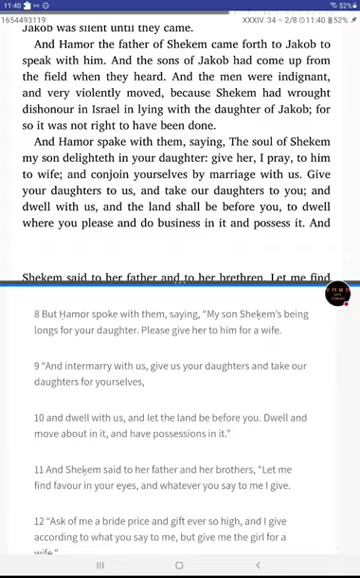 11:40
52%
1654493119
XXXIV. 34 – 2/8 11:40 52%
Jakob was silent until they came.
And Hamor the father of Shekem came forth to Jakob to
speak with him. And the sons of Jakob had come up from
the field when they heard. And the men were indignant,
and very violently moved, because Shekem had wrought
dishonour in Israel in lying with the daughter of Jakob; for
so it was not right to have been done.
And Hamor spake with them, saying, The soul of Shekem
my son delighteth in your daughter: give her, I pray, to him
to wife; and conjoin yourselves by marriage with us. Give
your daughters to us, and take our daughters to you; and
dwell with us, and the land shall be before you, to dwell
where you please and do business in it and possess it. And
Shekem said to her father and to her brethren, Let me find
8 But Ḥamor spoke with them, saying, “My son Sheḵem’s being
longs for your daughter. Please give her to him for a wife.
9 “And intermarry with us, give us your daughters and take our
daughters for yourselves,
10 and dwell with us, and let the land be before you. Dwell and
move about in it, and have possessions in it.”
11 And Sheḵem said to her father and her brothers, “Let me
find favour in your eyes, and whatever you say to me I give.
12 “Ask of me a bride price and gift ever so high, and I give
according to what you say to me, but give me the girl for a
wife.”